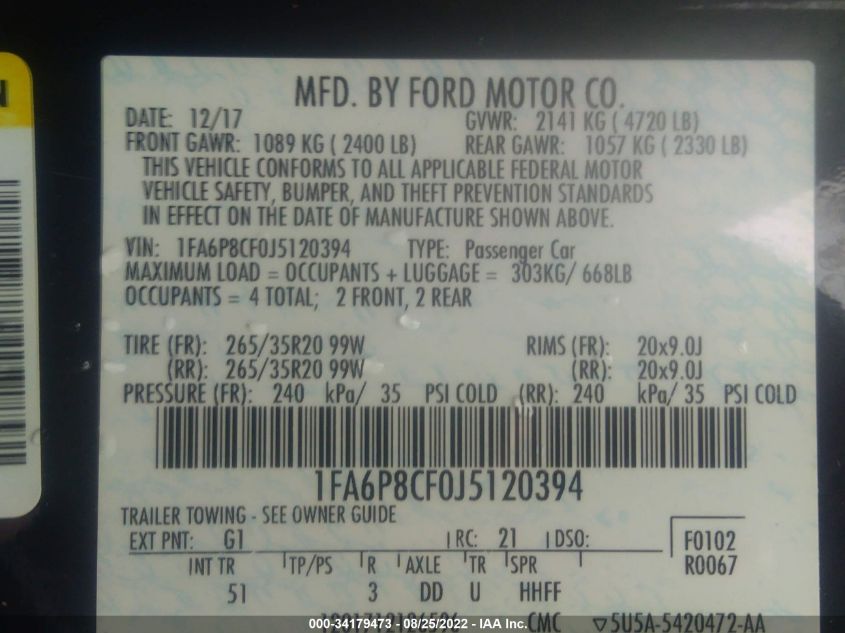 MFD. BY FORD MOTOR CO.
DATE: 12/17 GVWR: 2141 KG ( 4720 LB)
FRONT GAWR: 1089 KG ( 2400 LB) REAR GAWR: 1057 KG ( 2330 LB)
THIS VEHICLE CONFORMS TO ALL APPLICABLE FEDERAL MOTOR
VEHICLE SAFETY, BUMPER, AND THEFT PREVENTION STANDARDS
IN EFFECT ON THE DATE OF MANUFACTURE SHOWN ABOVE.
VIN: 1FA6P8CF0J5120394 TYPE: Passenger Car
MAXIMUM LOAD = OCCUPANTS + LUGGAGE = 303KG/ 668LB
OCCUPANTS = 4 TOTAL; 2 FRONT, 2 REAR
TIRE (FR): 265/35R20 99W RIMS (FR): 20x9.0J
(RR): 265/35R20 99W (RR): 20x9.0J
PRESSURE (FR): 240 kPa/ 35 PSI COLD (RR): 240 kPa/ 35 PSI COLD
1FA6P8CF0J5120394
TRAILER TOWING - SEE OWNER GUIDE
EXT PNT: G1 RC: 21 DSO: F0102
INT TR TP/PS R AXLE TR SPR R0067
51 3 DD U HHFF
CMC ▽5U5A-5420472-AA
000-34179473 - 08/25/2022 - IAA Inc.